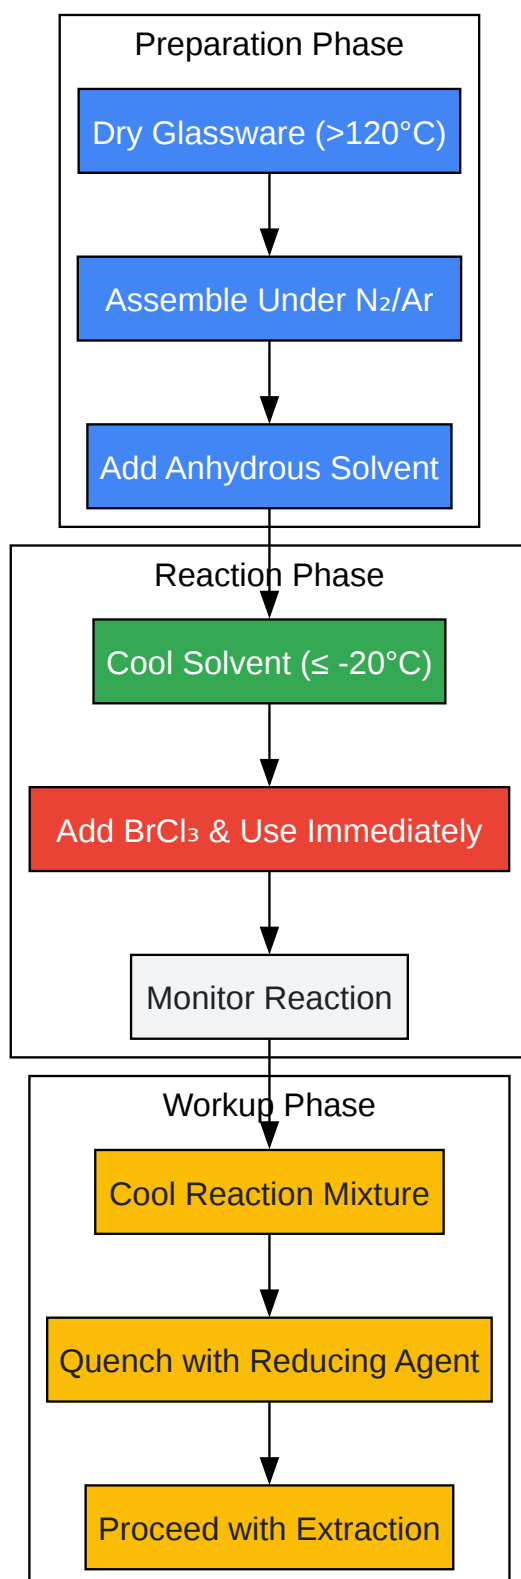 Preparation Phase
Dry Glassware (>120°C)
Assemble Under N₂/Ar
Add Anhydrous Solvent
Reaction Phase
Cool Solvent (≤ -20°C)
Add BrCl₃ & Use Immediately
Monitor Reaction
Workup Phase
Cool Reaction Mixture
Quench with Reducing Agent
Proceed with Extraction